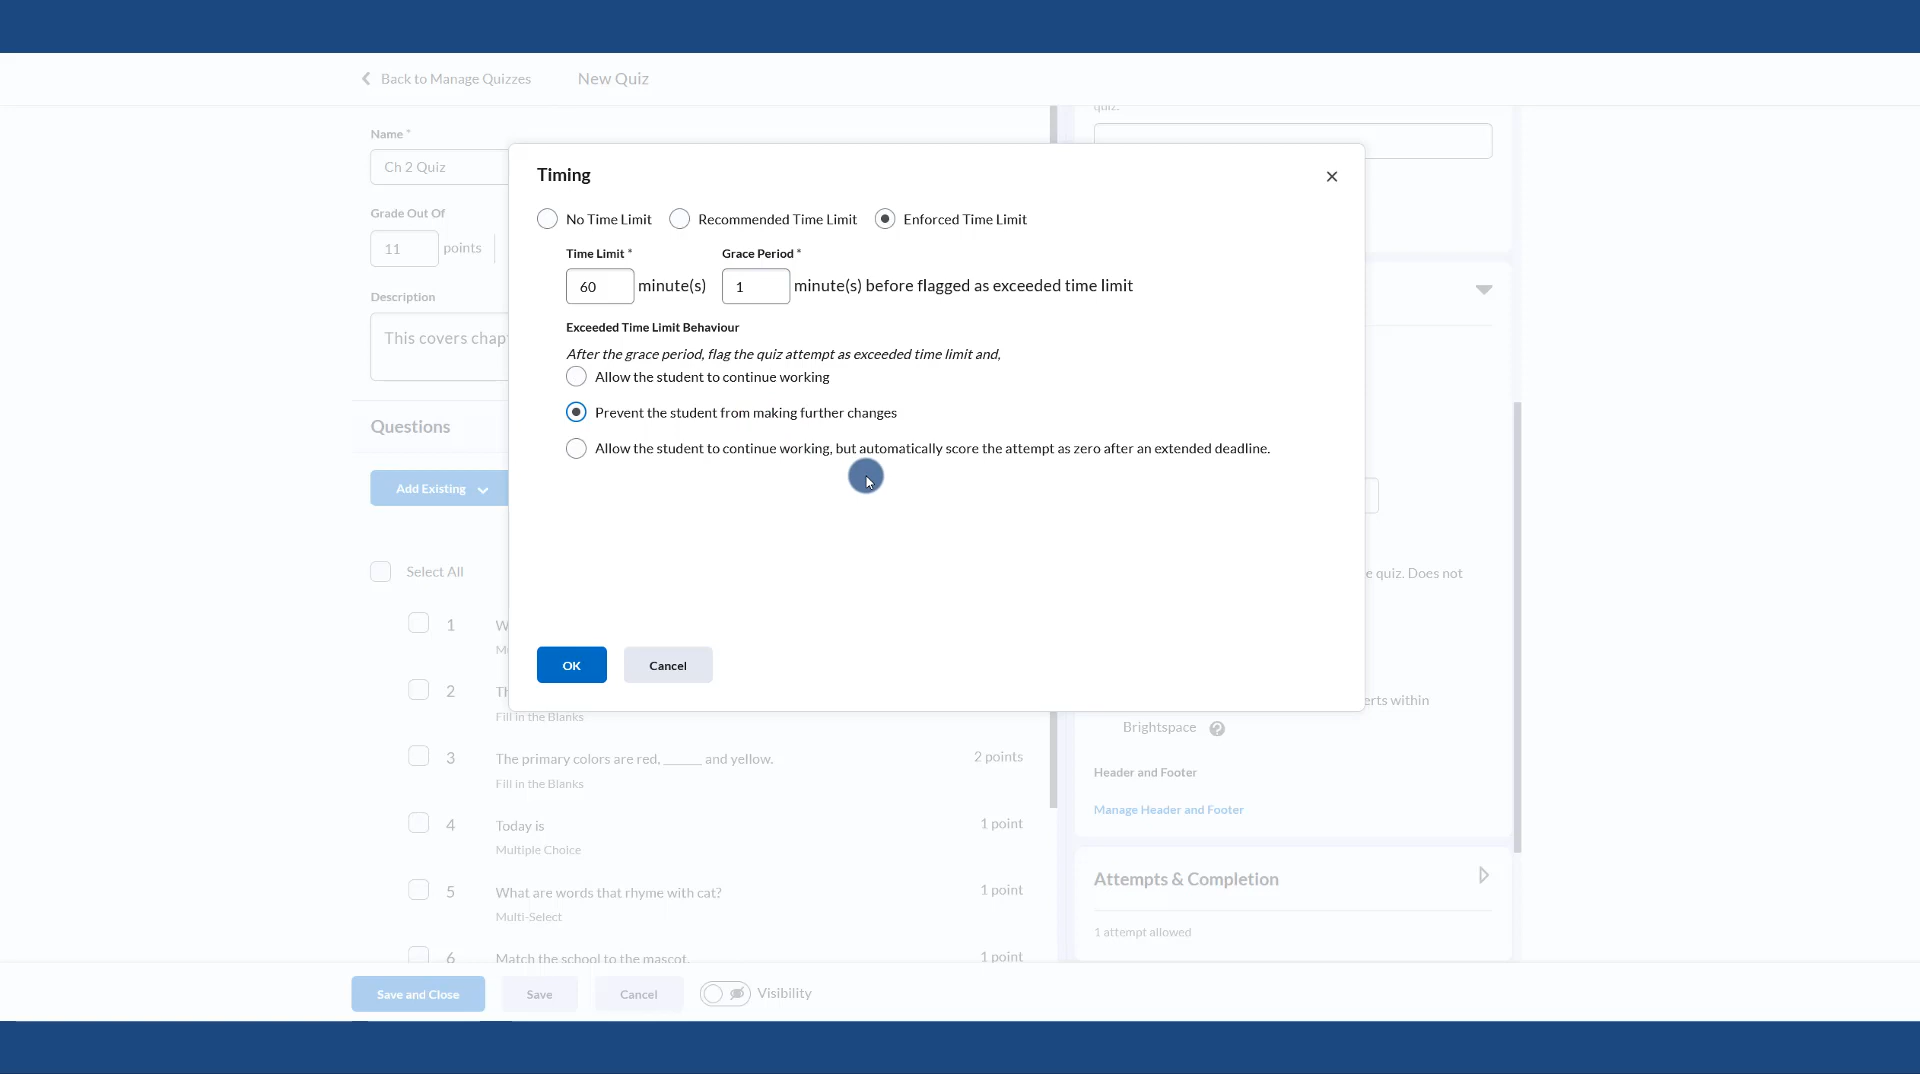 Back to Manage Quizzes New Quiz
quiz.
Name *
Ch 2 Quiz
Grade Out Of
11 points
Description
This covers chap
Questions
Add Existing
Select All
1 W
Mu
2 Th
Fill in the Blanks
3 The primary colors are red, ______ and yellow. 2 points
Fill in the Blanks
4 Today is 1 point
Multiple Choice
5 What are words that rhyme with cat? 1 point
Multi-Select
6 Match the school to the mascot. 1 point
Timing
No Time Limit Recommended Time Limit Enforced Time Limit
Time Limit * Grace Period *
60 minute(s) 1 minute(s) before flagged as exceeded time limit
Exceeded Time Limit Behaviour
After the grace period, flag the quiz attempt as exceeded time limit and,
Allow the student to continue working
Prevent the student from making further changes
Allow the student to continue working, but automatically score the attempt as zero after an extended deadline.
OK Cancel
e quiz. Does not
erts within
Brightspace
Header and Footer
Manage Header and Footer
Attempts & Completion
1 attempt allowed
Save and Close Save Cancel Visibility